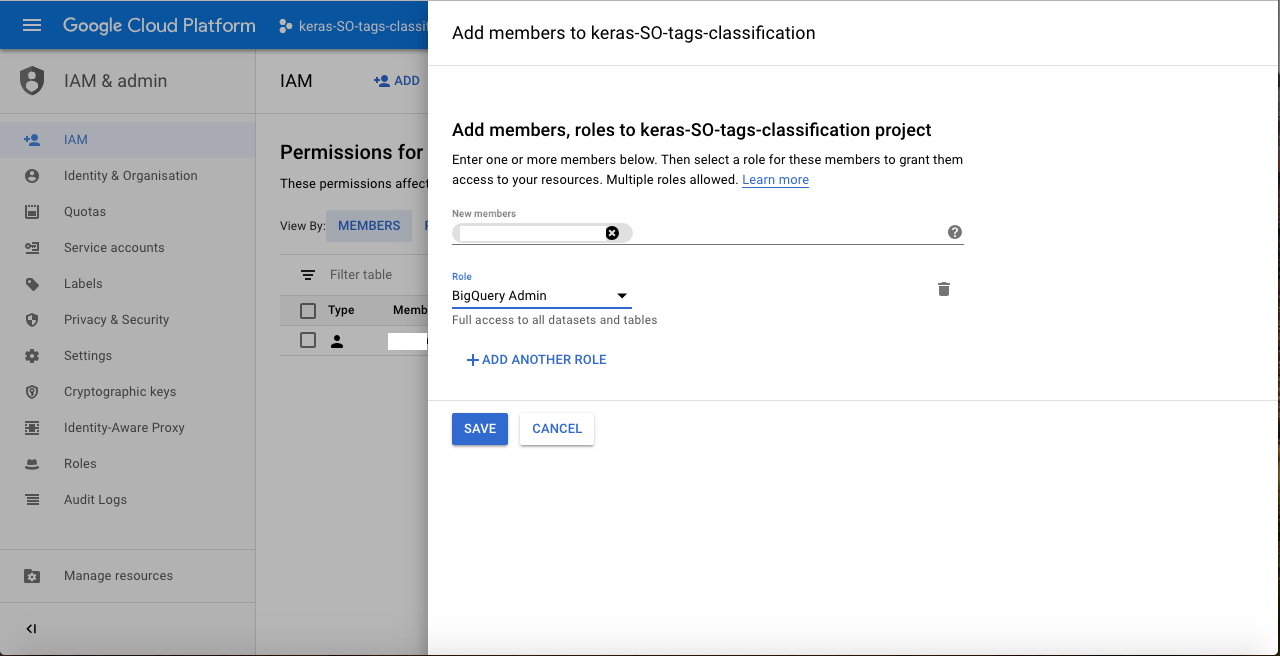 Google Cloud Platform
keras-SO-tags-classif
IAM & admin
IAM
Identity & Organisation
Quotas
Service accounts
Labels
Privacy & Security
Settings
Cryptographic keys
Identity-Aware Proxy
Roles
Audit Logs
Manage resources
IAM
ADD
Permissions for
These permissions affect
View By: MEMBERS
Filter table
Type Memb
Add members to keras-SO-tags-classification
Add members, roles to keras-SO-tags-classification project
Enter one or more members below. Then select a role for these members to grant them
access to your resources. Multiple roles allowed. Learn more
New members
Role
BigQuery Admin
Full access to all datasets and tables
ADD ANOTHER ROLE
SAVE CANCEL